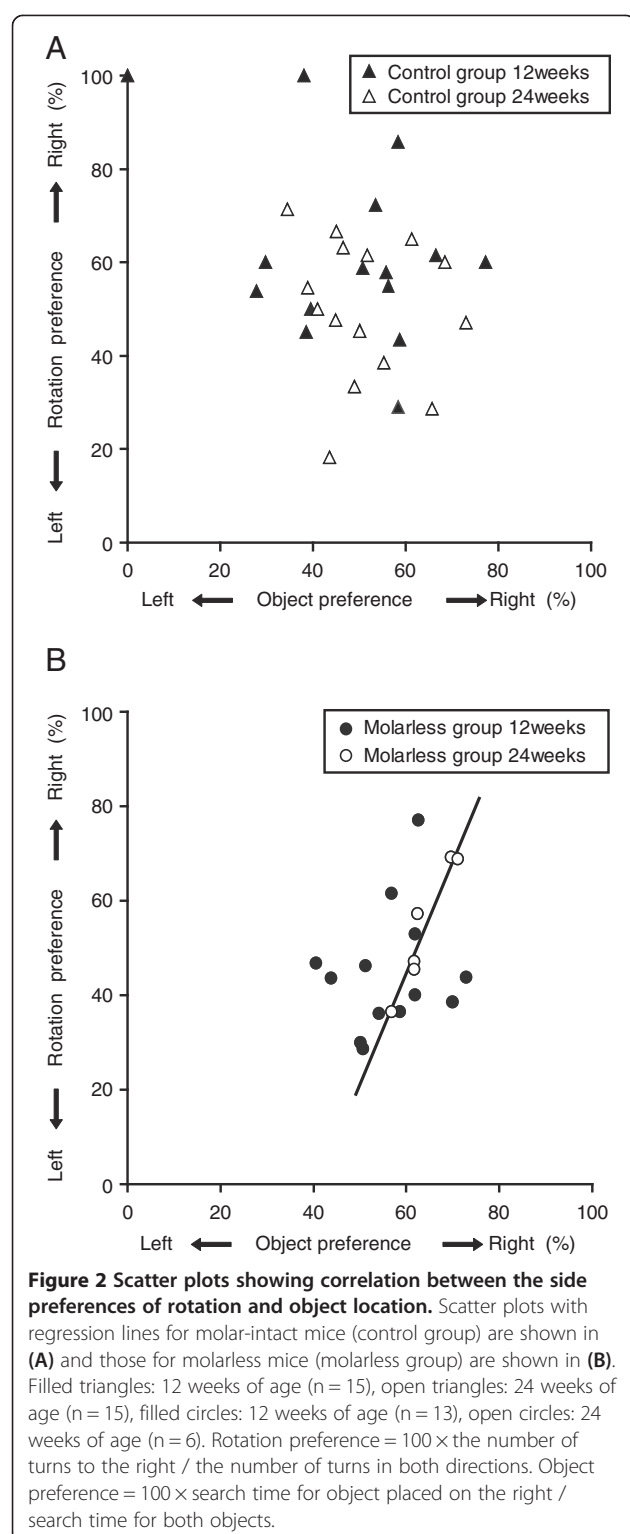 A
Control group 12weeks
Control group 24weeks
100
80
60
40
20
0
Left
Rotation preference
Right (%)
0 20 40 60 80 100
Left Object preference Right (%)
B
Molarless group 12weeks
Molarless group 24weeks
100
80
60
40
20
0
Left
Rotation preference
Right (%)
0 20 40 60 80 100
Left Object preference Right (%)
Figure 2 Scatter plots showing correlation between the side
preferences of rotation and object location. Scatter plots with
regression lines for molar-intact mice (control group) are shown in
(A) and those for molarless mice (molarless group) are shown in (B).
Filled triangles: 12 weeks of age (n = 15), open triangles: 24 weeks of
age (n = 15), filled circles: 12 weeks of age (n = 13), open circles: 24
weeks of age (n = 6). Rotation preference = 100 × the number of
turns to the right / the number of turns in both directions. Object
preference = 100 × search time for object placed on the right /
search time for both objects.